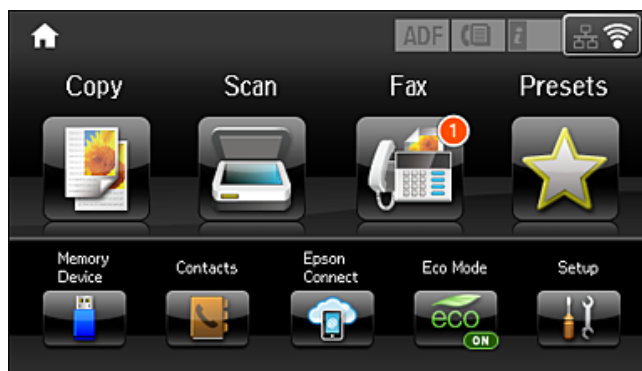 ADF
i
Copy
Scan
Fax
Presets
1
Memory
Device
Contacts
Epson
Connect
Eco Mode
Setup
eco
ON